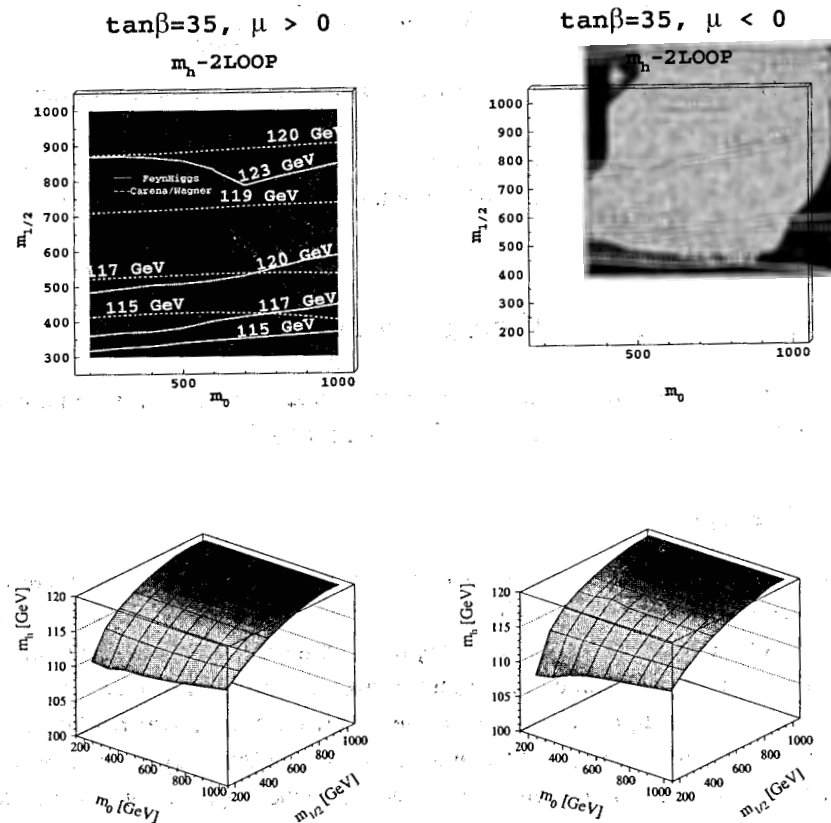 tanβ=35, μ > 0
tanβ=35, μ < 0
m_h-2LOOP
m_h-2LOOP
1000
900
800
700
600
500
400
300
m_1/2
120 GeV
123 GeV
FeynHiggs
Carena/Wagner
119 GeV
120 GeV
117 GeV
115 GeV
117 GeV
115 GeV
500
1000
m_0
1000
900
800
700
600
500
400
300
200
m_1/2
500
1000
m_0
m_h [GeV]
120
115
110
105
100
200
400
600
800
1000
m_0 [GeV]
200
400
600
800
1000
m_1/2 [GeV]
m_h [GeV]
120
115
110
105
100
200
400
600
800
1000
m_0 [GeV]
200
400
600
800
1000
m_1/2 [GeV]